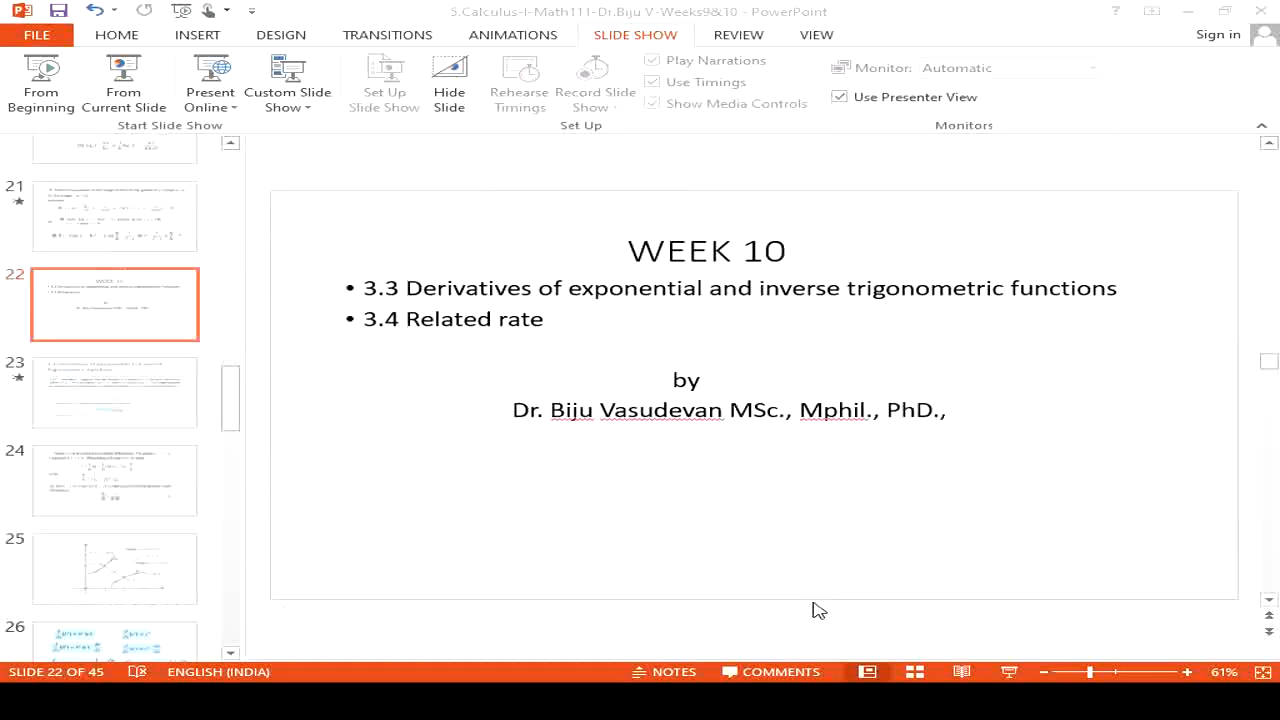 5.Calculus-I-Math111-Dr.Biju V-Weeks9&10 - PowerPoint
FILE HOME INSERT DESIGN TRANSITIONS ANIMATIONS SLIDE SHOW REVIEW VIEW Sign in
From Beginning
From Current Slide
Present Online
Custom Slide Show
Set Up Slide Show
Hide Slide
Rehearse Timings
Record Slide Show
Play Narrations
Use Timings
Show Media Controls
Monitor: Automatic
Use Presenter View
Start Slide Show Set Up Monitors
21
22
23
24
25
26
WEEK 10
• 3.3 Derivatives of exponential and inverse trigonometric functions
• 3.4 Related rate
by
Dr. Biju Vasudevan MSc., Mphil., PhD.,
SLIDE 22 OF 45 ENGLISH (INDIA) NOTES COMMENTS 61%